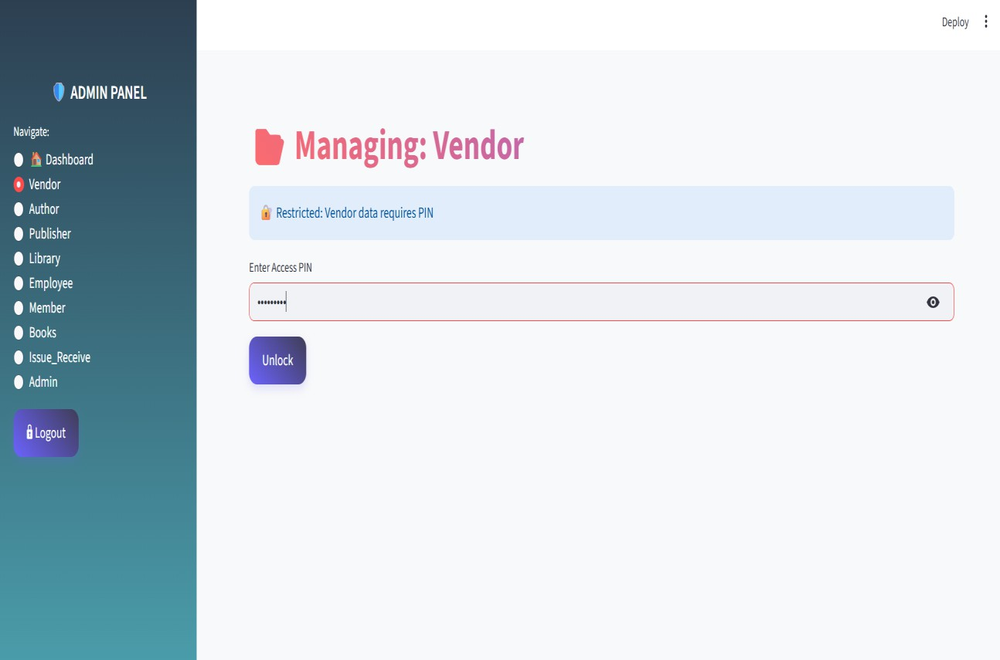 Deploy
ADMIN PANEL
Navigate:
Dashboard
Vendor
Author
Publisher
Library
Employee
Member
Books
Issue_Receive
Admin
Logout
Managing: Vendor
Restricted: Vendor data requires PIN
Enter Access PIN
•••••••••
Unlock